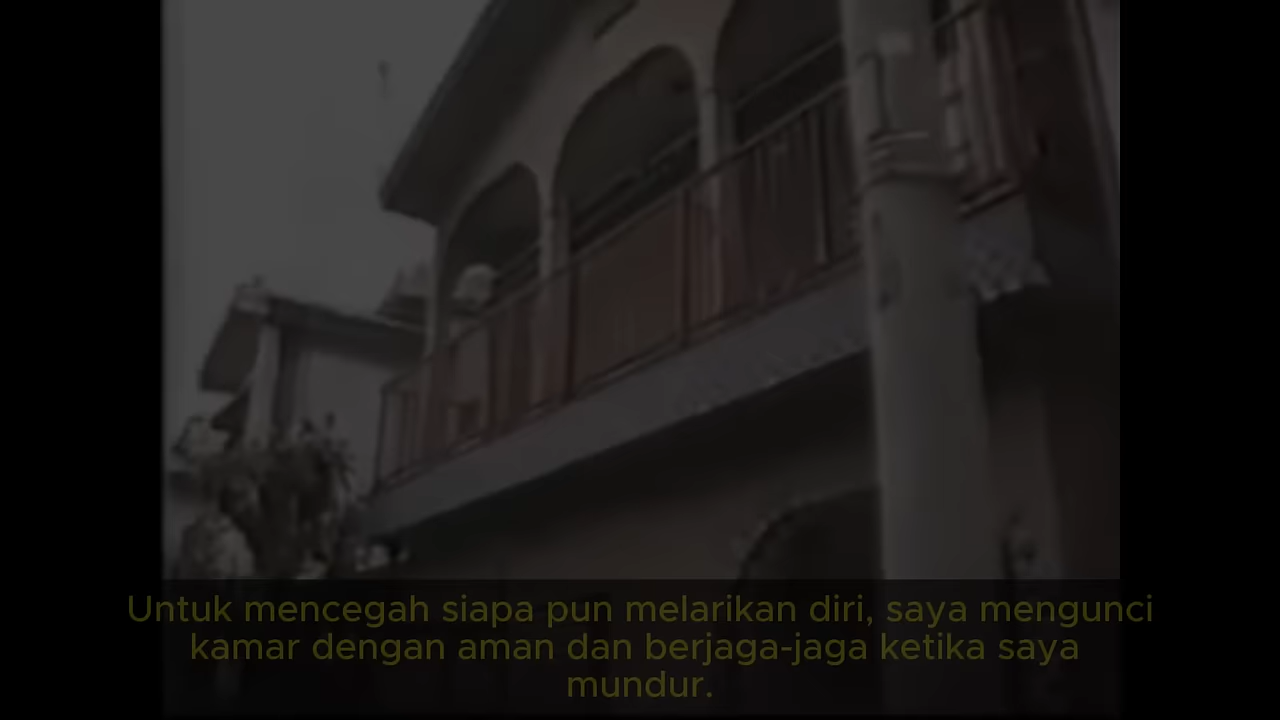 Untuk mencegah siapa pun melarikan diri, saya mengunci
kamar dengan aman dan berjaga-jaga ketika saya
mundur.